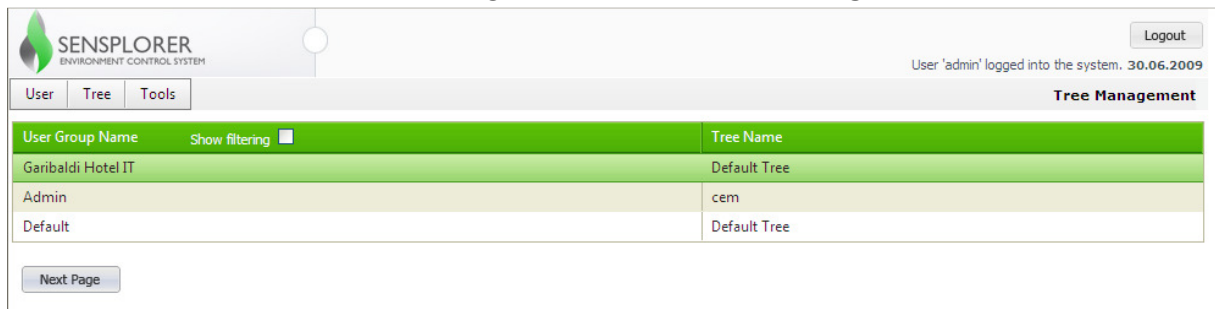 SENSPLORER
ENVIRONMENT CONTROL SYSTEM
Logout
User 'admin' logged into the system. 30.06.2009
User Tree Tools
Tree Management
User Group Name Show filtering Tree Name
Garibaldi Hotel IT Default Tree
Admin cem
Default Default Tree
Next Page